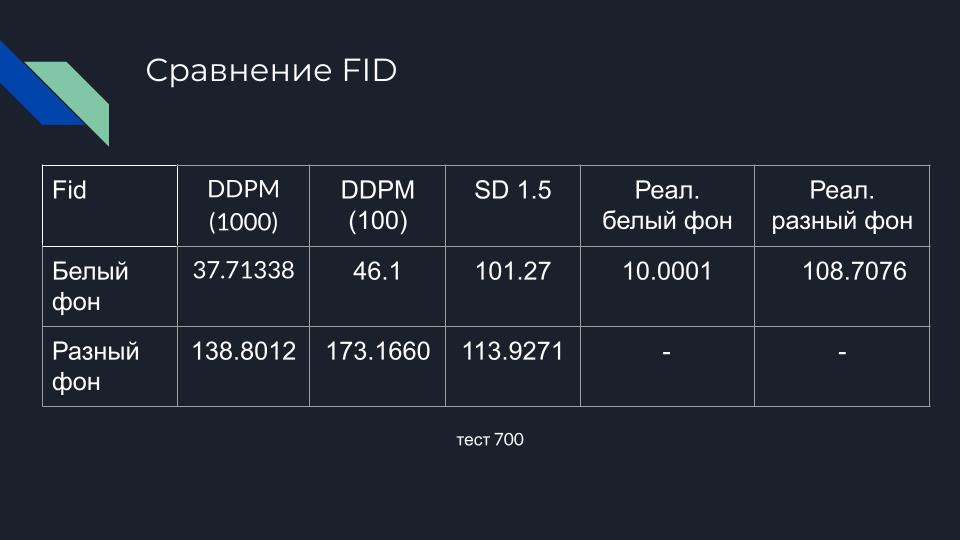 Сравнение FID
Fid
DDPM
(1000)
DDPM
(100)
SD 1.5
Реал.
белый фон
Реал.
разный фон
Белый
фон
37.71338
46.1
101.27
10.0001
108.7076
Разный
фон
138.8012
173.1660
113.9271
-
-
тест 700